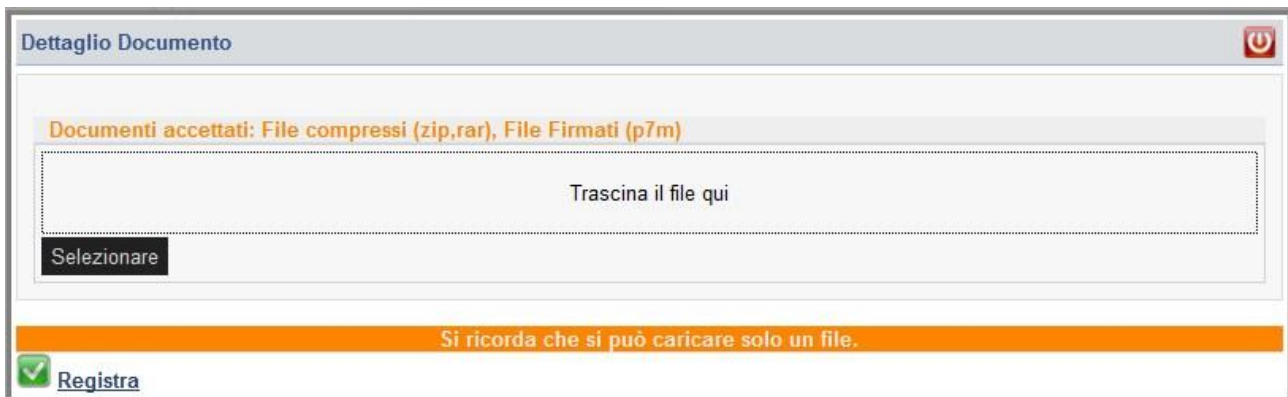 Dettaglio Documento
Documenti accettati: File compressi (zip,rar), File Firmati (p7m)
Trascina il file qui
Selezionare
Si ricorda che si può caricare solo un file.
Registra